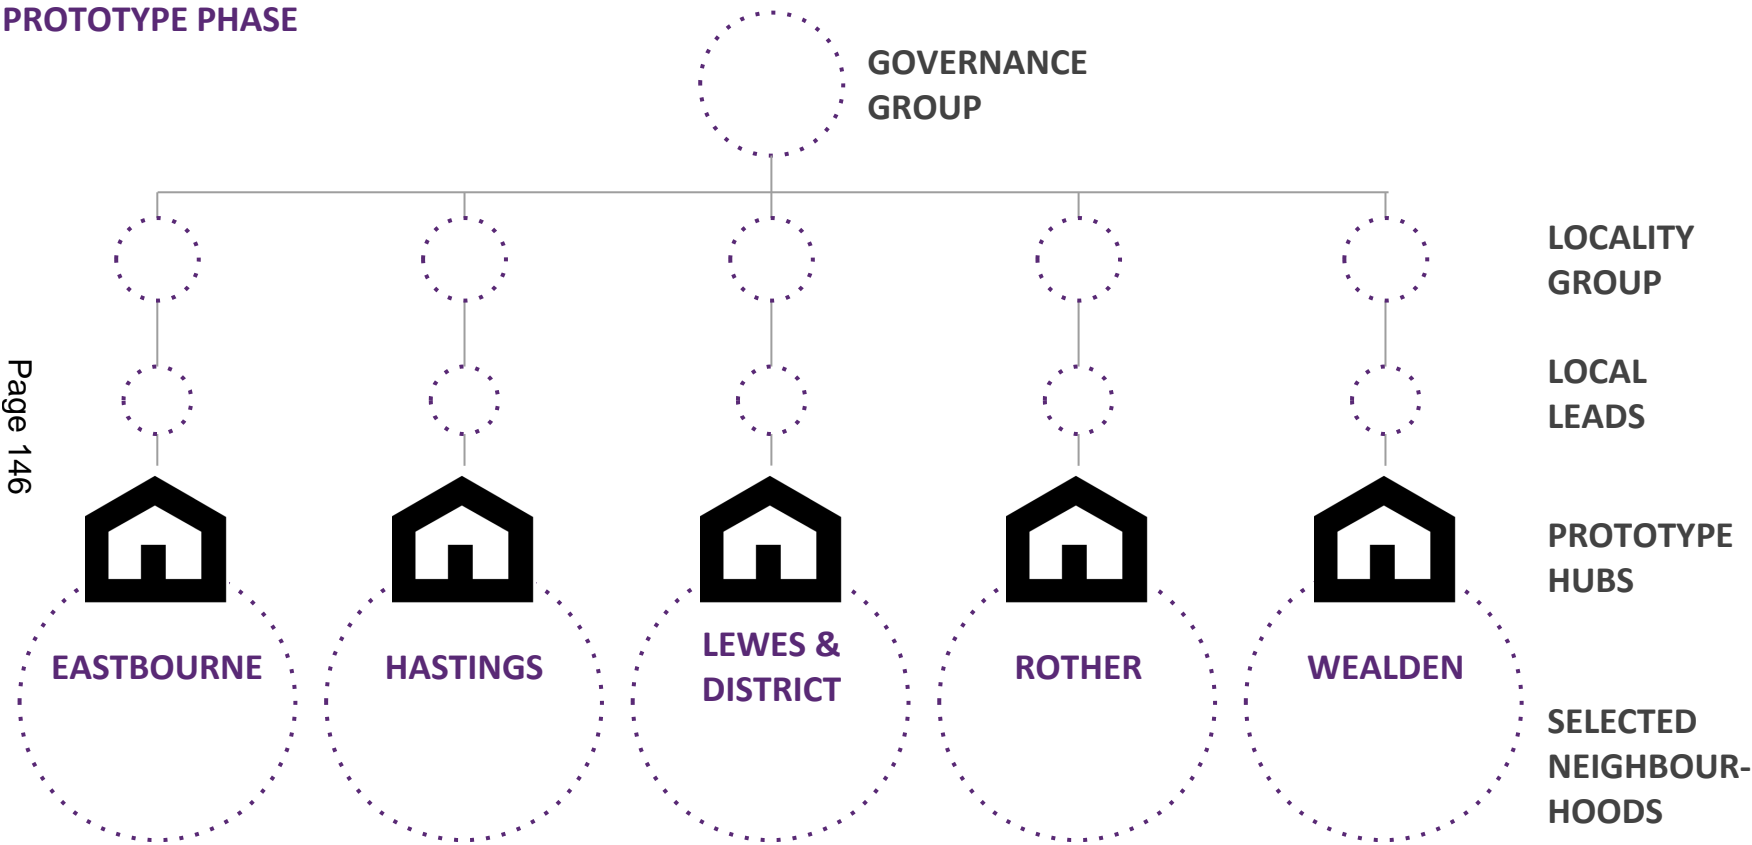 PROTOTYPE PHASE
GOVERNANCE
GROUP
LOCALITY
GROUP
LOCAL
LEADS
Page 146
PROTOTYPE
HUBS
EASTBOURNE
HASTINGS
LEWES &
DISTRICT
ROTHER
WEALDEN
SELECTED
NEIGHBOUR-
HOODS